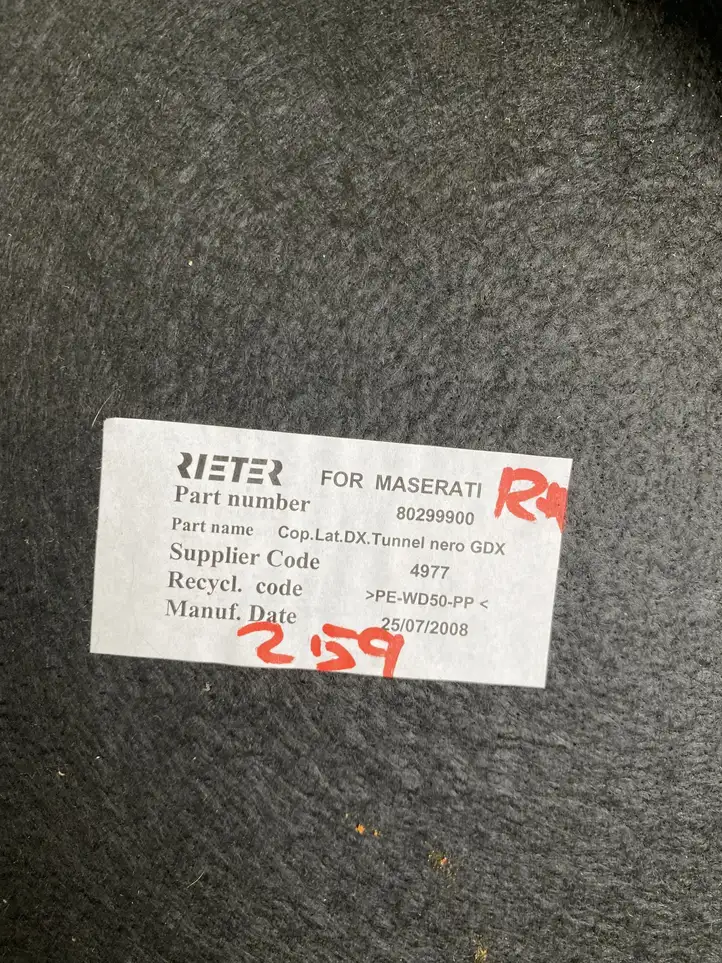 RIETER FOR MASERATI
Part number 80299900
Part name Cop.Lat.DX.Tunnel nero GDX
Supplier Code 4977
Recycl. code >PE-WD50-PP <
Manuf. Date 25/07/2008
2159